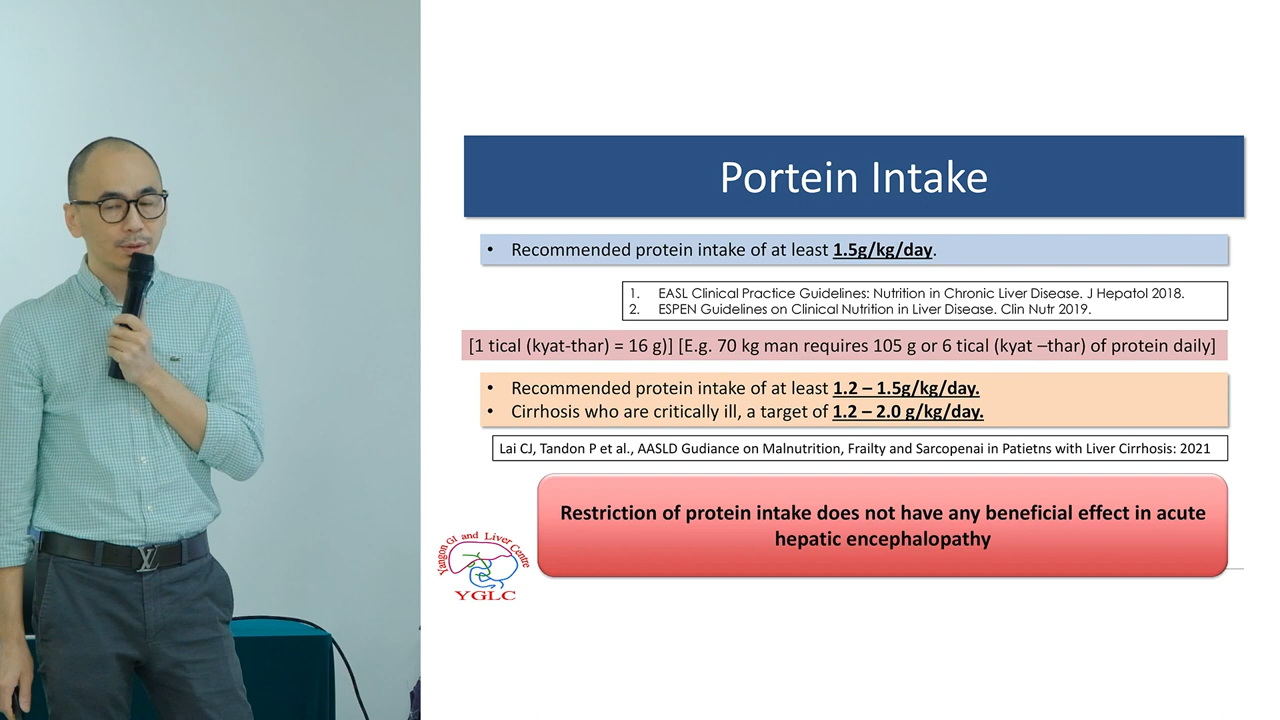 Portein Intake
• Recommended protein intake of at least 1.5g/kg/day.
1. EASL Clinical Practice Guidelines: Nutrition in Chronic Liver Disease. J Hepatol 2018.
2. ESPEN Guidelines on Clinical Nutrition in Liver Disease. Clin Nutr 2019.
[1 tical (kyat-thar) = 16 g)] [E.g. 70 kg man requires 105 g or 6 tical (kyat –thar) of protein daily]
• Recommended protein intake of at least 1.2 – 1.5g/kg/day.
• Cirrhosis who are critically ill, a target of 1.2 – 2.0 g/kg/day.
Lai CJ, Tandon P et al., AASLD Gudiance on Malnutrition, Frailty and Sarcopenai in Patietns with Liver Cirrhosis: 2021
Restriction of protein intake does not have any beneficial effect in acute
hepatic encephalopathy
Yangon GI and Liver Centre
YGLC